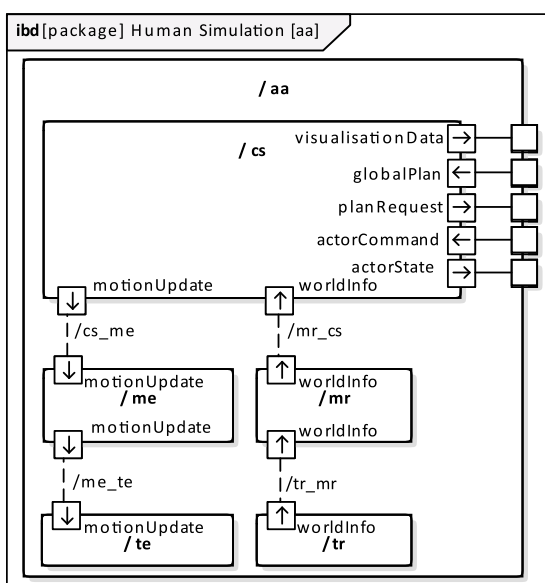 ibd[package] Human Simulation [aa]
/ aa
visualisationData
/ cs
globalPlan
planRequest
actorCommand
actorState
motionUpdate worldInfo
/cs_me /mr_cs
motionUpdate worldInfo
/ me / mr
motionUpdate worldInfo
/me_te /tr_mr
motionUpdate worldInfo
/ te / tr